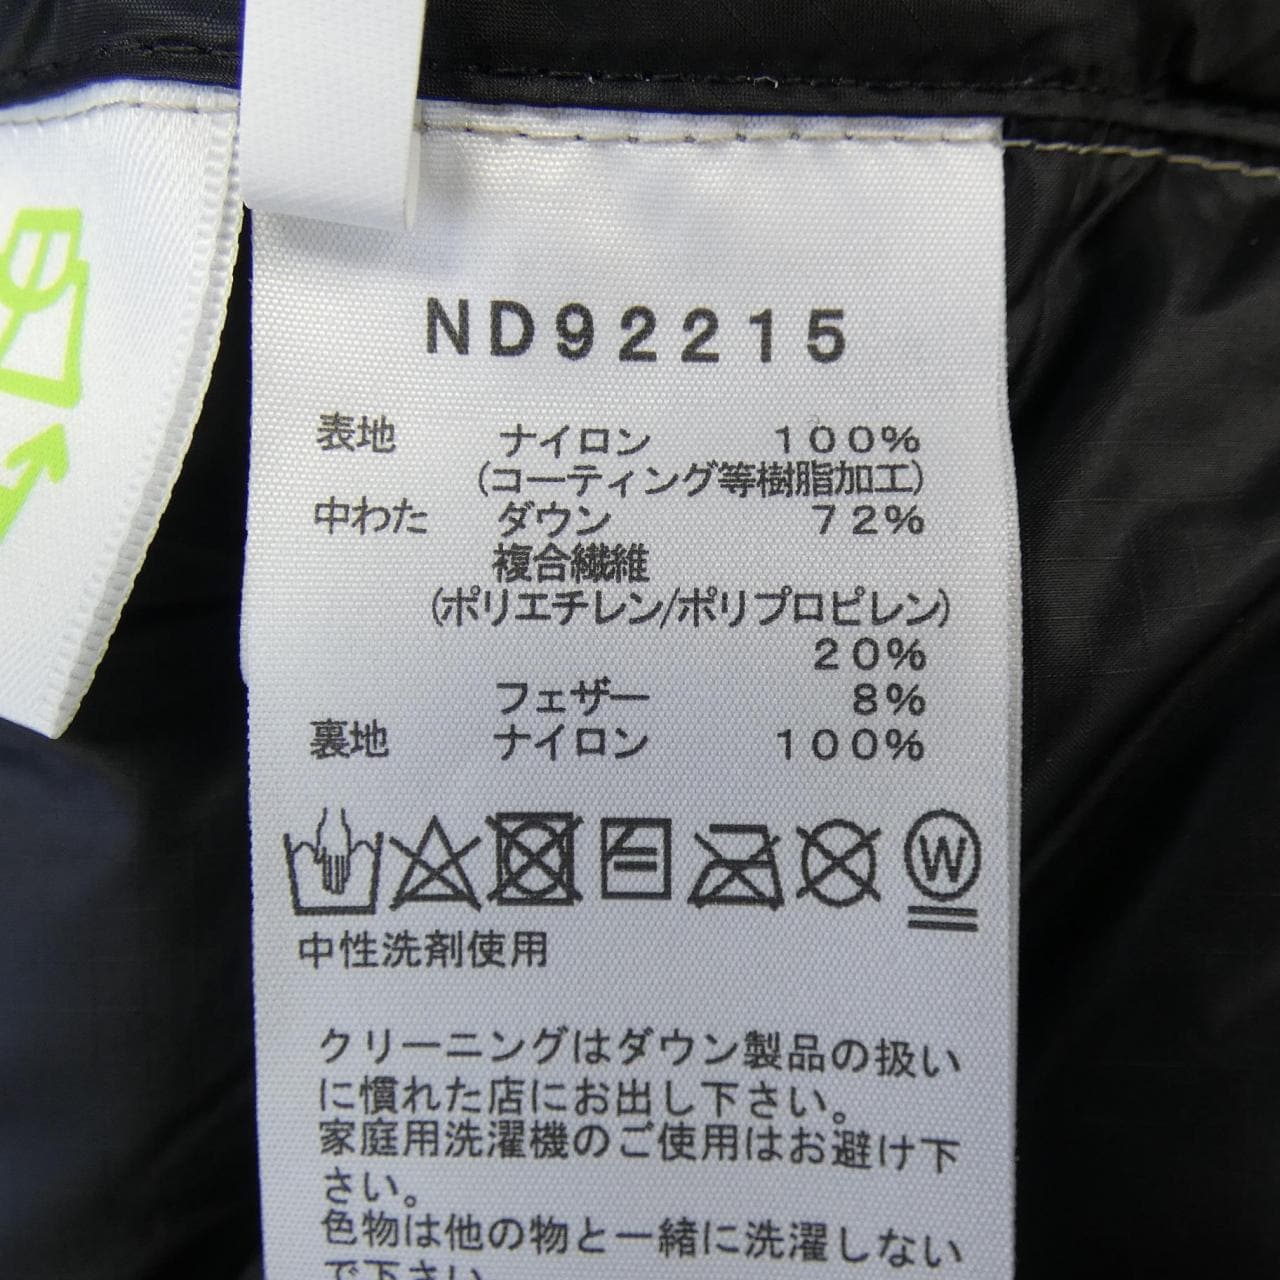 ND92215
表地 ナイロン 100%
(コーティング等樹脂加工)
中わた ダウン 72%
複合繊維
(ポリエチレン/ポリプロピレン)
20%
フェザー 8%
裏地 ナイロン 100%
W
中性洗剤使用
クリーニングはダウン製品の扱い
に慣れた店にお出し下さい。
家庭用洗濯機のご使用はお避け下
さい。
色物は他の物と一緒に洗濯しない
で下さい。